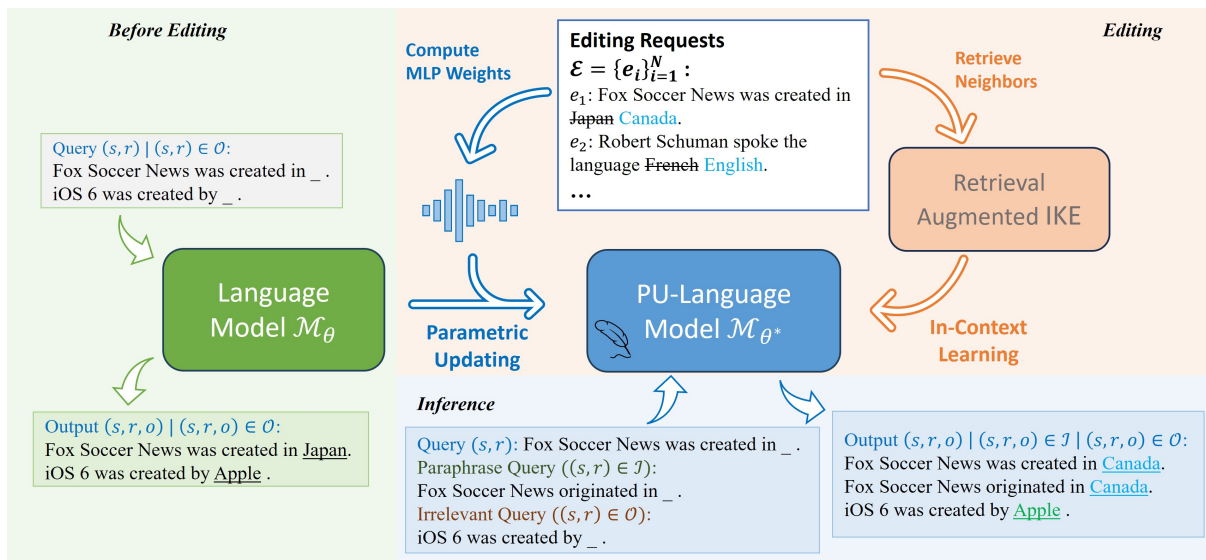 Before Editing
Query (s,r) | (s,r) ∈ 𝒪:
Fox Soccer News was created in _ .
iOS 6 was created by _ .
Language
Model ℳθ
Output (s,r,o) | (s,r,o) ∈ 𝒪:
Fox Soccer News was created in Japan.
iOS 6 was created by Apple .
Editing
Compute
MLP Weights
Editing Requests
ℰ = {e_i}_{i=1}^N :
e₁: Fox Soccer News was created in
Japan Canada.
e₂: Robert Schuman spoke the
language French English.
...
Retrieve
Neighbors
Retrieval
Augmented IKE
Parametric
Updating
PU-Language
Model ℳθ*
In-Context
Learning
Inference
Query (s,r): Fox Soccer News was created in _ .
Paraphrase Query ((s,r) ∈ ℐ):
Fox Soccer News originated in _ .
Irrelevant Query ((s,r) ∈ 𝒪):
iOS 6 was created by _ .
Output (s,r,o) | (s,r,o) ∈ ℐ | (s,r,o) ∈ 𝒪:
Fox Soccer News was created in Canada.
Fox Soccer News originated in Canada.
iOS 6 was created by Apple .